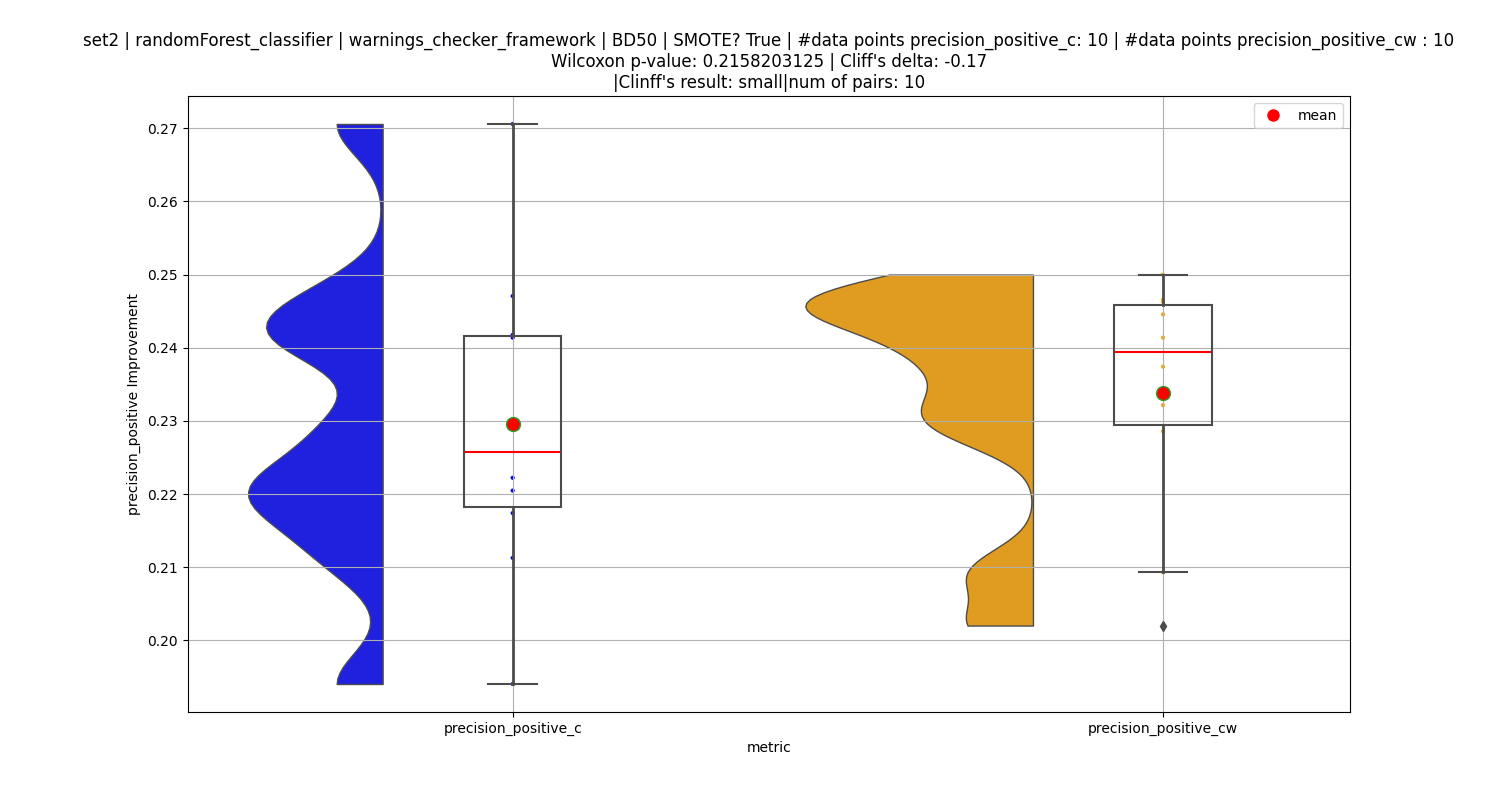 set2 | randomForest_classifier | warnings_checker_framework | BD50 | SMOTE? True | #data points precision_positive_c: 10 | #data points precision_positive_cw : 10
Wilcoxon p-value: 0.2158203125 | Cliff's delta: -0.17
|Clinff's result: small|num of pairs: 10
mean
0.27
0.26
0.25
0.24
0.23
0.22
0.21
0.20
precision_positive Improvement
precision_positive_c
precision_positive_cw
metric